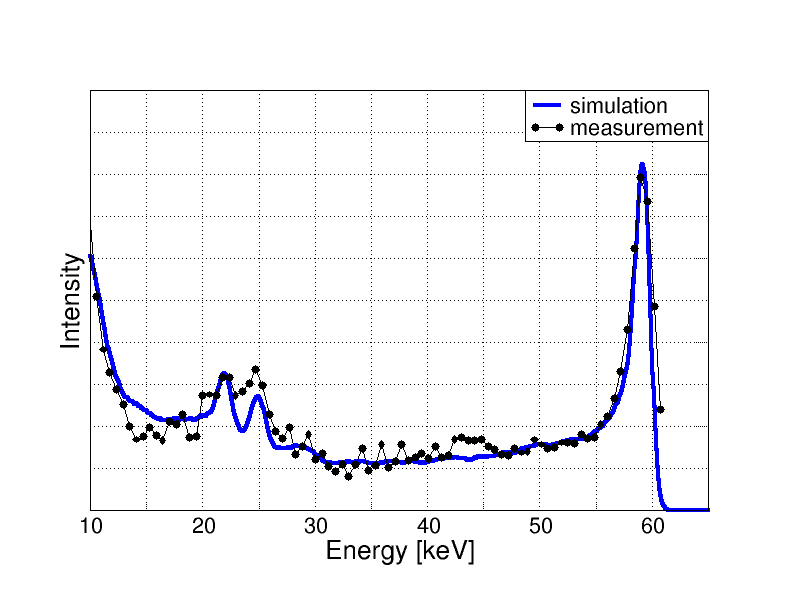 simulation
measurement
Intensity
10 20 30 40 50 60
Energy [keV]